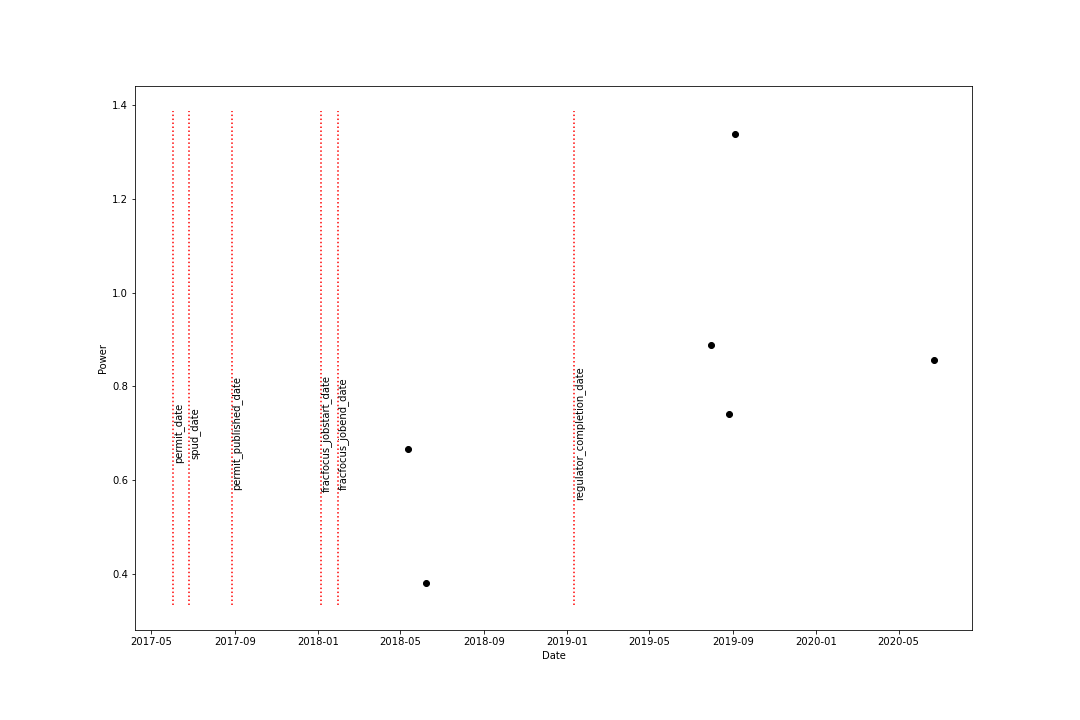 1.4
1.2
1.0
0.8
0.6
0.4
Power
permit_date
spud_date
permit_published_date
fracfocus_jobstart_date
fracfocus_jobend_date
regulator_completion_date
2017-05 2017-09 2018-01 2018-05 2018-09 2019-01 2019-05 2019-09 2020-01 2020-05
Date